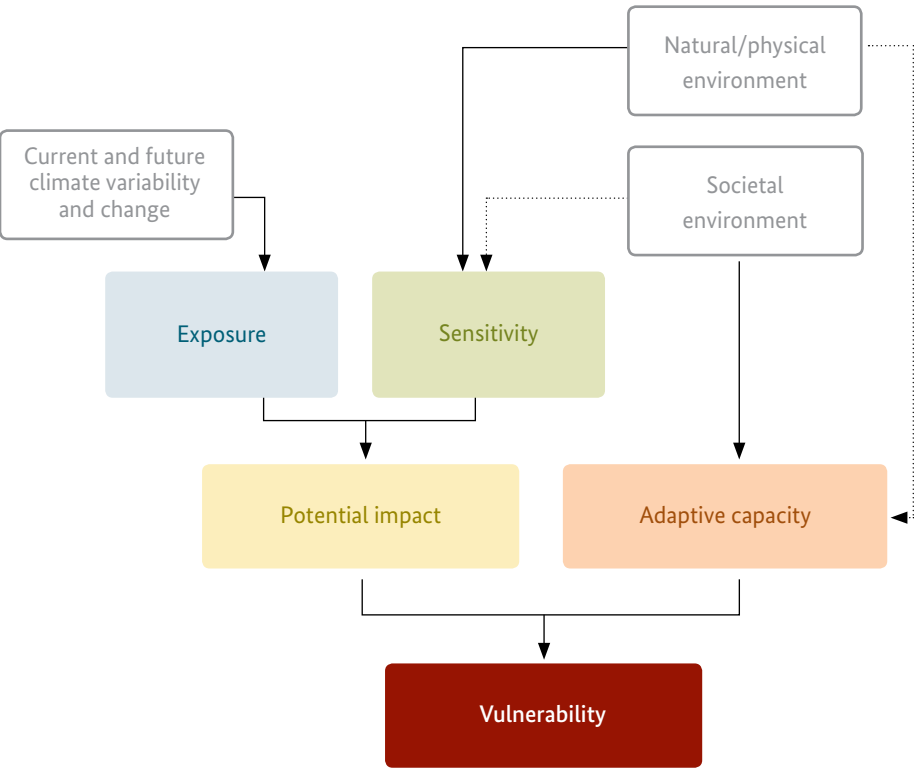 Natural/physical
environment
Current and future
climate variability
and change
Societal
environment
Exposure
Sensitivity
Potential impact
Adaptive capacity
Vulnerability